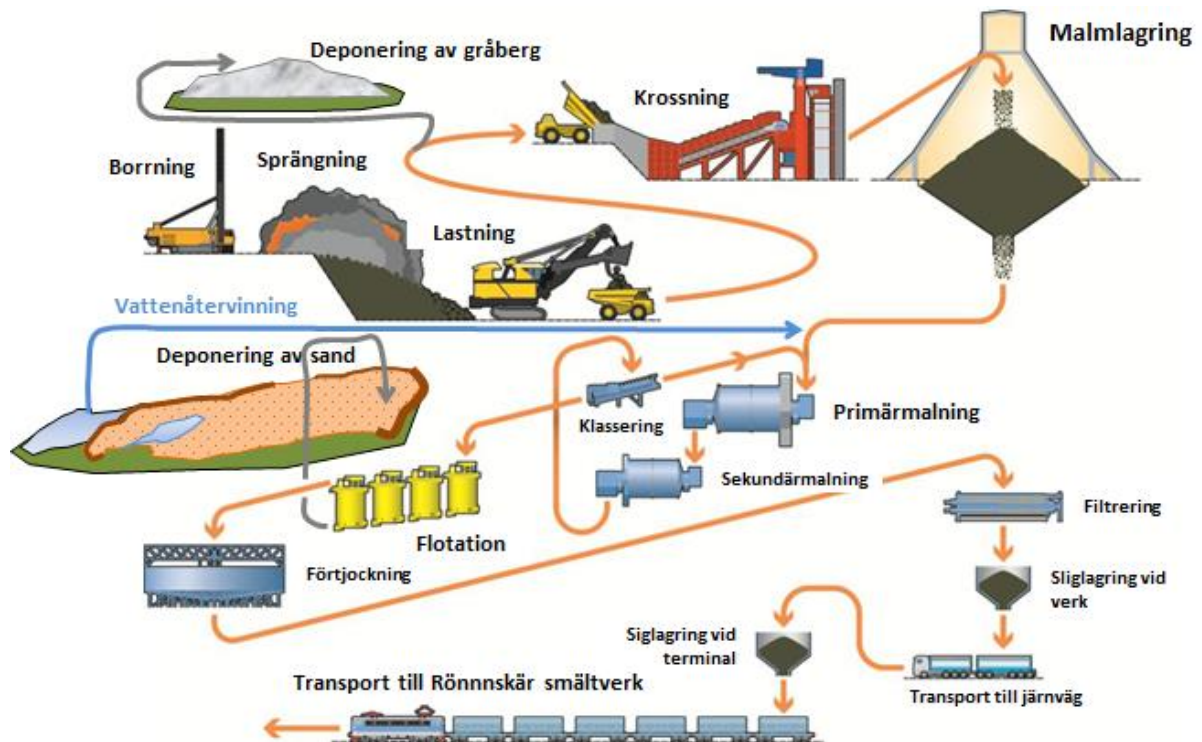 Deponering av gråberg
Malmlagring
Krossning
Borrning
Sprängning
Lastning
Vattenåtervinning
Deponering av sand
Klassering
Primärmalning
Sekundärmalning
Filtrering
Flotation
Förtjockning
Sliglagring vid
verk
Siglagring vid
terminal
Transport till järnväg
Transport till Rönnnskär smältverk